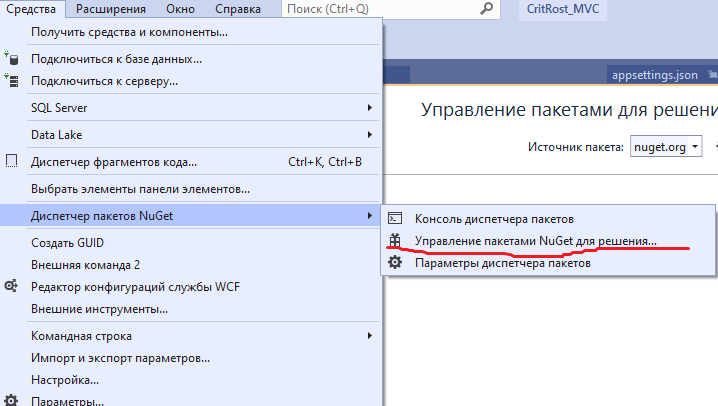 Средства Расширения Окно Справка Поиск (Ctrl+Q) CritRost_MVC
Получить средства и компоненты...
Подключиться к базе данных...
Подключиться к серверу...
appsettings.json
SQL Server
Управление пакетами для решени
Data Lake
Источник пакета: nuget.org
Диспетчер фрагментов кода... Ctrl+K, Ctrl+B
Выбрать элементы панели элементов...
Диспетчер пакетов NuGet
Консоль диспетчера пакетов
Управление пакетами NuGet для решения...
Параметры диспетчера пакетов
Создать GUID
Внешняя команда 2
Редактор конфигураций службы WCF
Внешние инструменты...
Командная строка
Импорт и экспорт параметров...
Настройка...
Параметры...